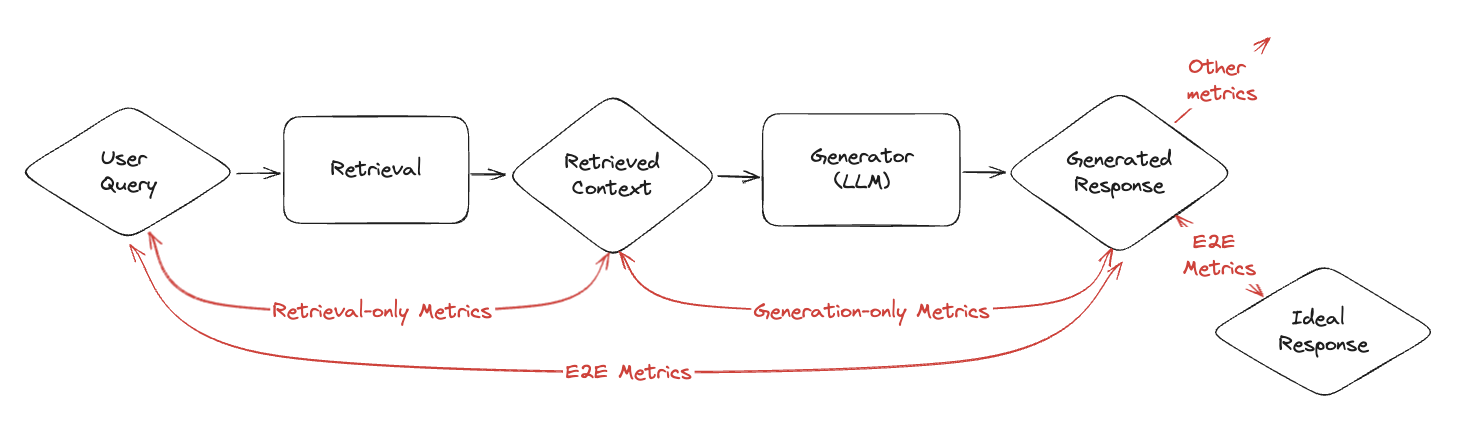 Other
metrics
User
Query
Retrieval
Retrieved
Context
Generator
(LLM)
Generated
Response
E2E
Metrics
Retrieval-only Metrics
Generation-only Metrics
Ideal
Response
E2E Metrics